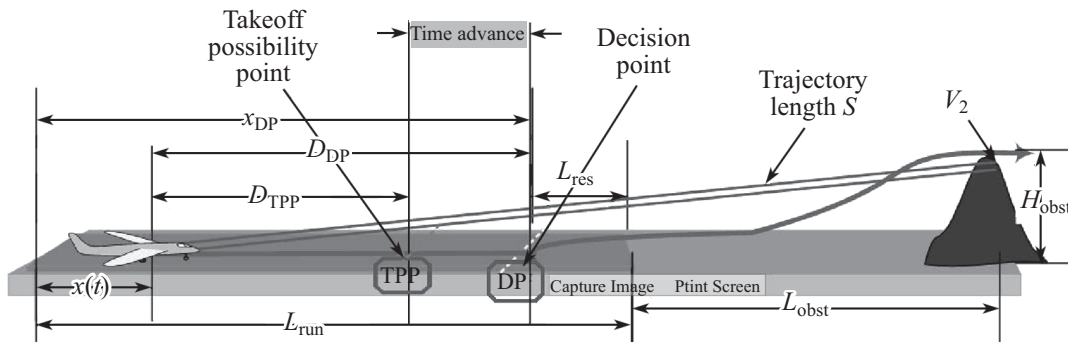 Takeoff
possibility
point
Time advance
Decision
point
Trajectory
length S
V₂
x_DP
D_DP
L_res
D_TPP
H_obst
TPP
DP
Capture Image
Ptint Screen
x(t)
L_obst
L_run